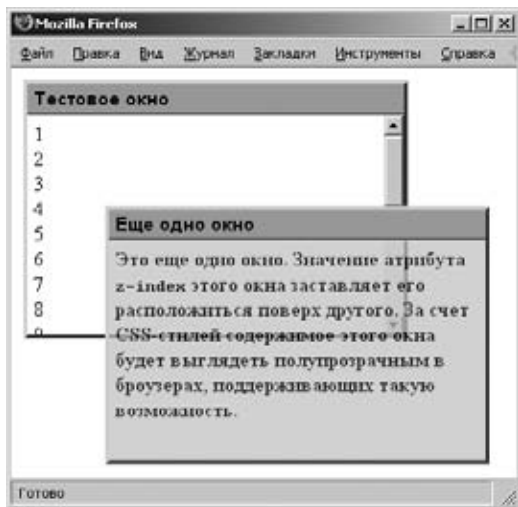 Mozilla Firefox
Файл Правка Вид Журнал Закладки Инструменты Справка
Тестовое окно
1
2
3
4
5
6
7
8
9
Еще одно окно
Это еще одно окно. Значение атрибута
z-index этого окна заставляет его
расположиться поверх другого. За счет
CSS-стилей содержимое этого окна
будет выглядеть полупрозрачным в
броузерах, поддерживающих такую
возможность.
Готово